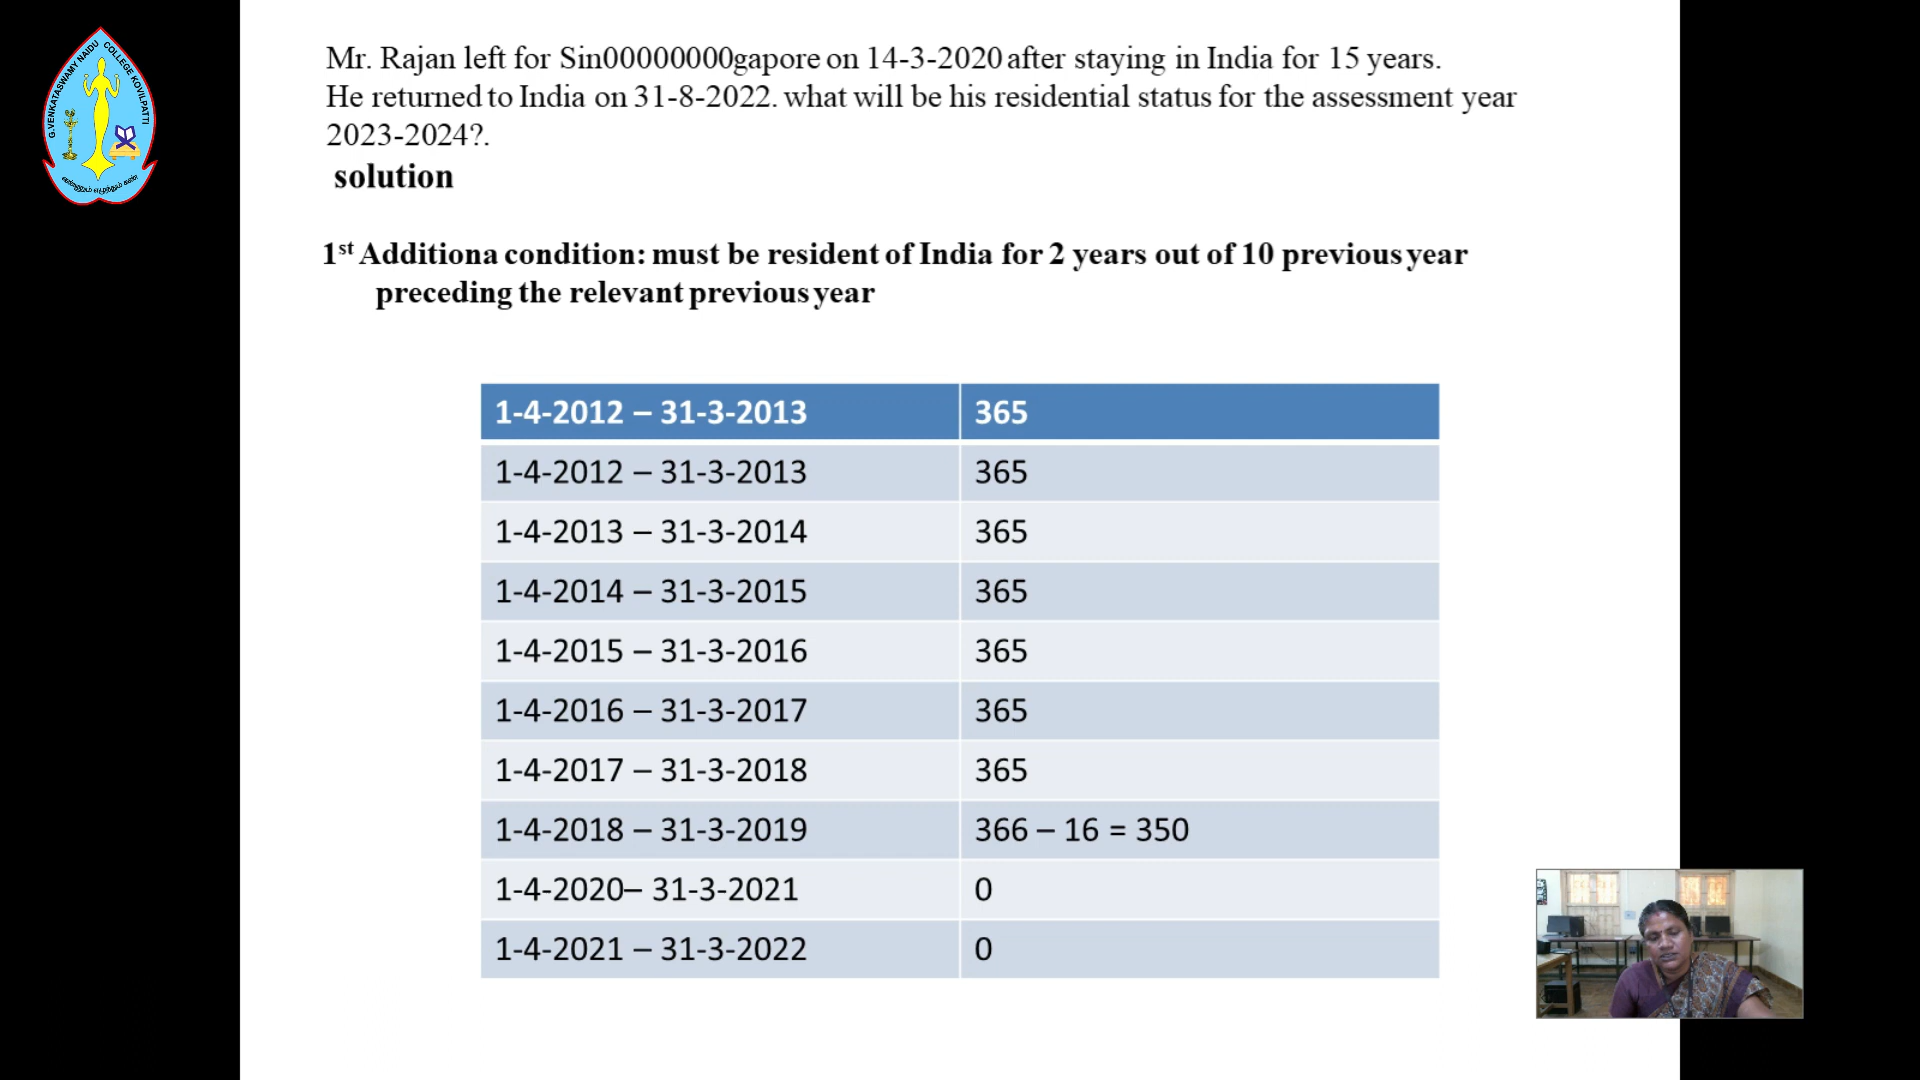 G.VENKATASWAMY NAIDU COLLEGE KOVILPATTI
Mr. Rajan left for Sin00000000gapore on 14-3-2020 after staying in India for 15 years.
He returned to India on 31-8-2022. what will be his residential status for the assessment year
2023-2024?.
solution
1st Additiona condition: must be resident of India for 2 years out of 10 previous year
preceding the relevant previous year
1-4-2012 – 31-3-2013 365
1-4-2012 – 31-3-2013 365
1-4-2013 – 31-3-2014 365
1-4-2014 – 31-3-2015 365
1-4-2015 – 31-3-2016 365
1-4-2016 – 31-3-2017 365
1-4-2017 – 31-3-2018 365
1-4-2018 – 31-3-2019 366 – 16 = 350
1-4-2020– 31-3-2021 0
1-4-2021 – 31-3-2022 0